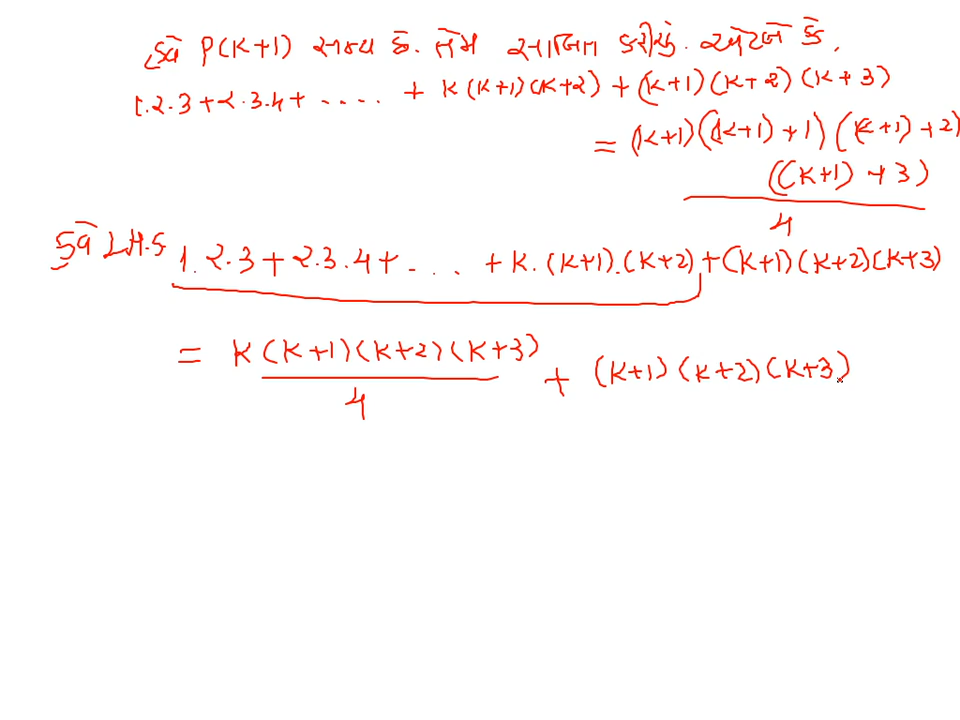 હવે P(K+1) સત્ય છે. તેમ સાબિત કરીશું. એટલે કે,
1.2.3 + 2.3.4 + ..... + K (K+1) (K+2) + (K+1) (K+2) (K+3)
= (K+1) ((K+1) + 1) ((K+1) + 2)
((K+1) + 3)
4
હવે L.H.S 1.2.3 + 2.3.4 + .... + K. (K+1).(K+2) + (K+1) (K+2) (K+3)
= K (K+1) (K+2) (K+3)
4
+ (K+1) (K+2) (K+3)